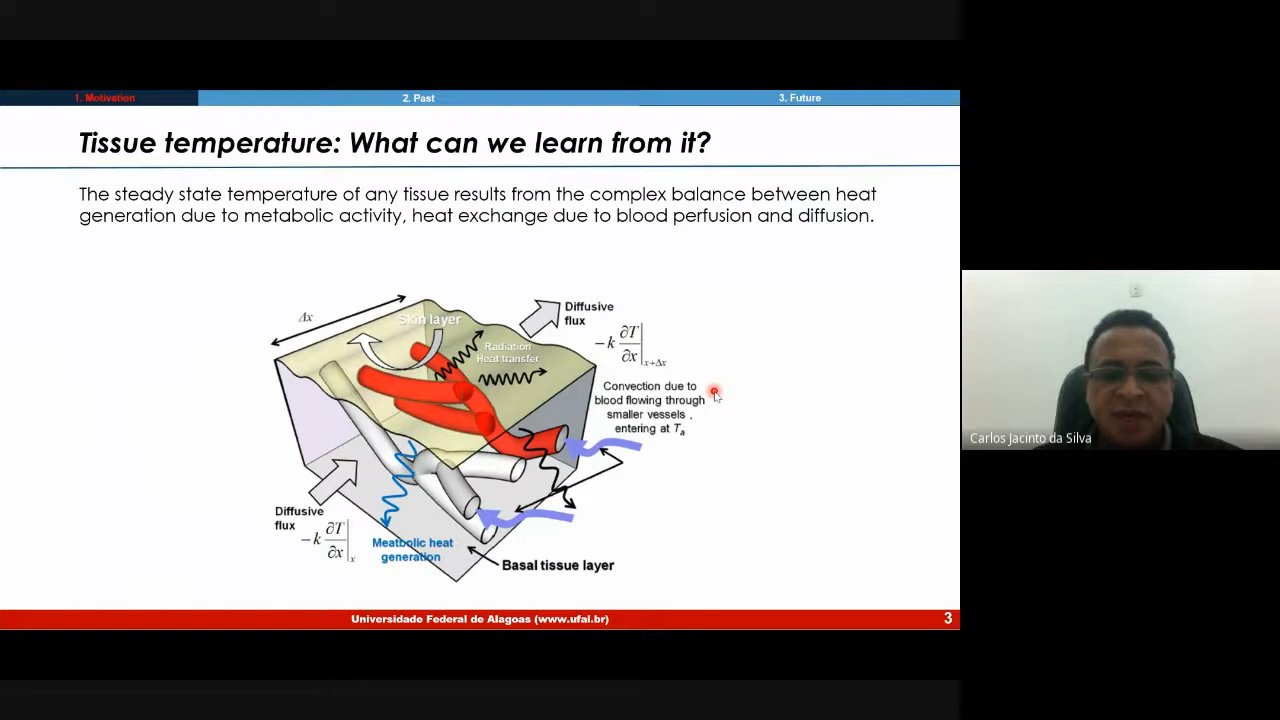 1. Motivation
2. Past
3. Future
Tissue temperature: What can we learn from it?
The steady state temperature of any tissue results from the complex balance between heat
generation due to metabolic activity, heat exchange due to blood perfusion and diffusion.
Δx
Skin layer
Radiation
Heat transfer
Diffusive
flux
−k ∂T/∂x |x+Δx
Convection due to
blood flowing through
smaller vessels ,
entering at Ta
Diffusive
flux
−k ∂T/∂x |x
Meatbolic heat
generation
Basal tissue layer
Carlos Jacinto da Silva
Universidade Federal de Alagoas (www.ufal.br)
3